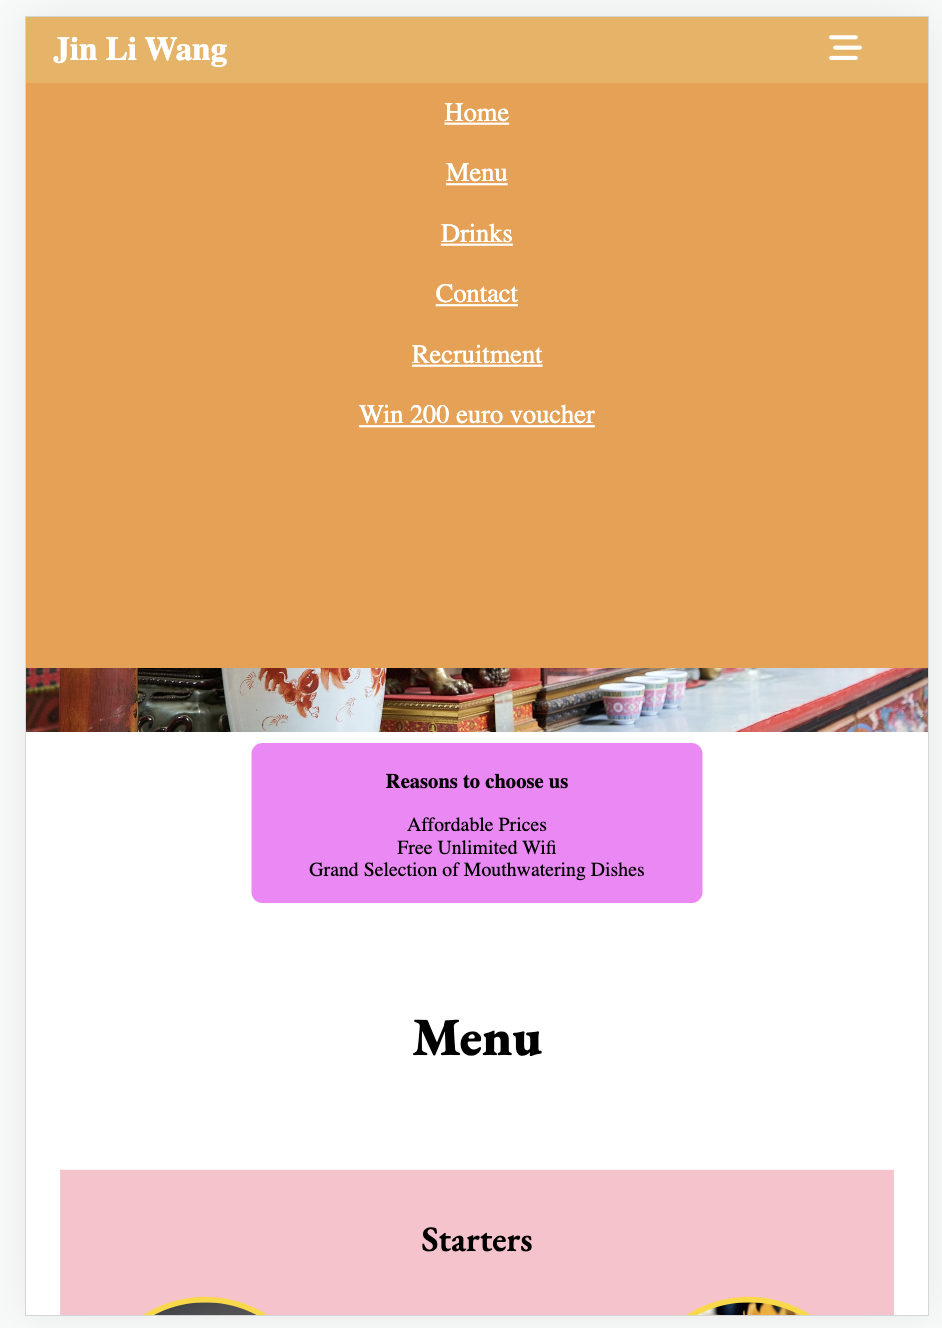 Jin Li Wang
Home
Menu
Drinks
Contact
Recruitment
Win 200 euro voucher
Reasons to choose us
Affordable Prices
Free Unlimited Wifi
Grand Selection of Mouthwatering Dishes
Menu
Starters